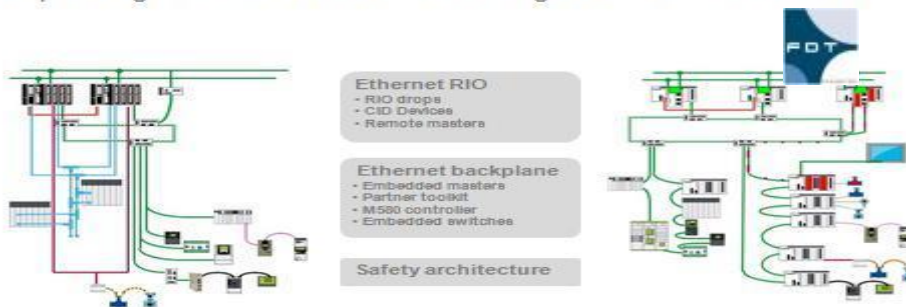 Ethernet RIO
- RIO drops
- CID Devices
- Remote masters
FDT
Ethernet backplane
- Embedded masters
- Partner toolkit
- M580 controller
- Embedded switches
Safety architecture